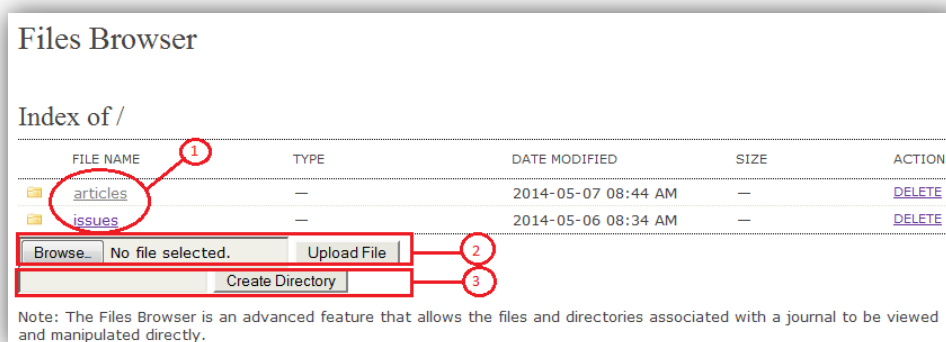 Files Browser
Index of /
FILE NAME 1 TYPE DATE MODIFIED SIZE ACTION
articles — 2014-05-07 08:44 AM — DELETE
issues — 2014-05-06 08:34 AM — DELETE
Browse_ No file selected. Upload File 2
Create Directory 3
Note: The Files Browser is an advanced feature that allows the files and directories associated with a journal to be viewed
and manipulated directly.